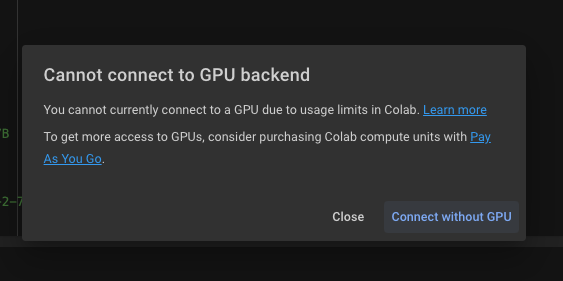 Cannot connect to GPU backend
You cannot currently connect to a GPU due to usage limits in Colab. Learn more
/B
To get more access to GPUs, consider purchasing Colab compute units with Pay
As You Go.
-2-7
Close Connect without GPU